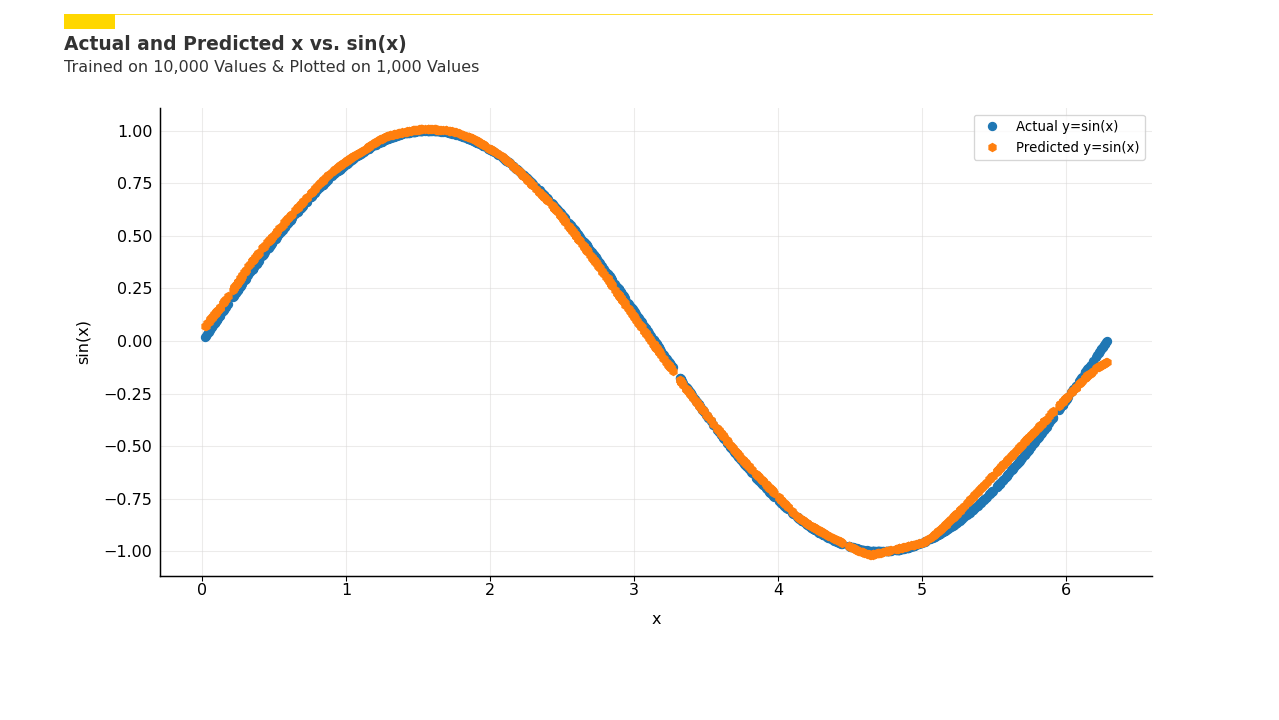 Actual and Predicted x vs. sin(x)
Trained on 10,000 Values & Plotted on 1,000 Values
Actual y=sin(x)
Predicted y=sin(x)
1.00
0.75
0.50
0.25
0.00
−0.25
−0.50
−0.75
−1.00
sin(x)
0 1 2 3 4 5 6
x